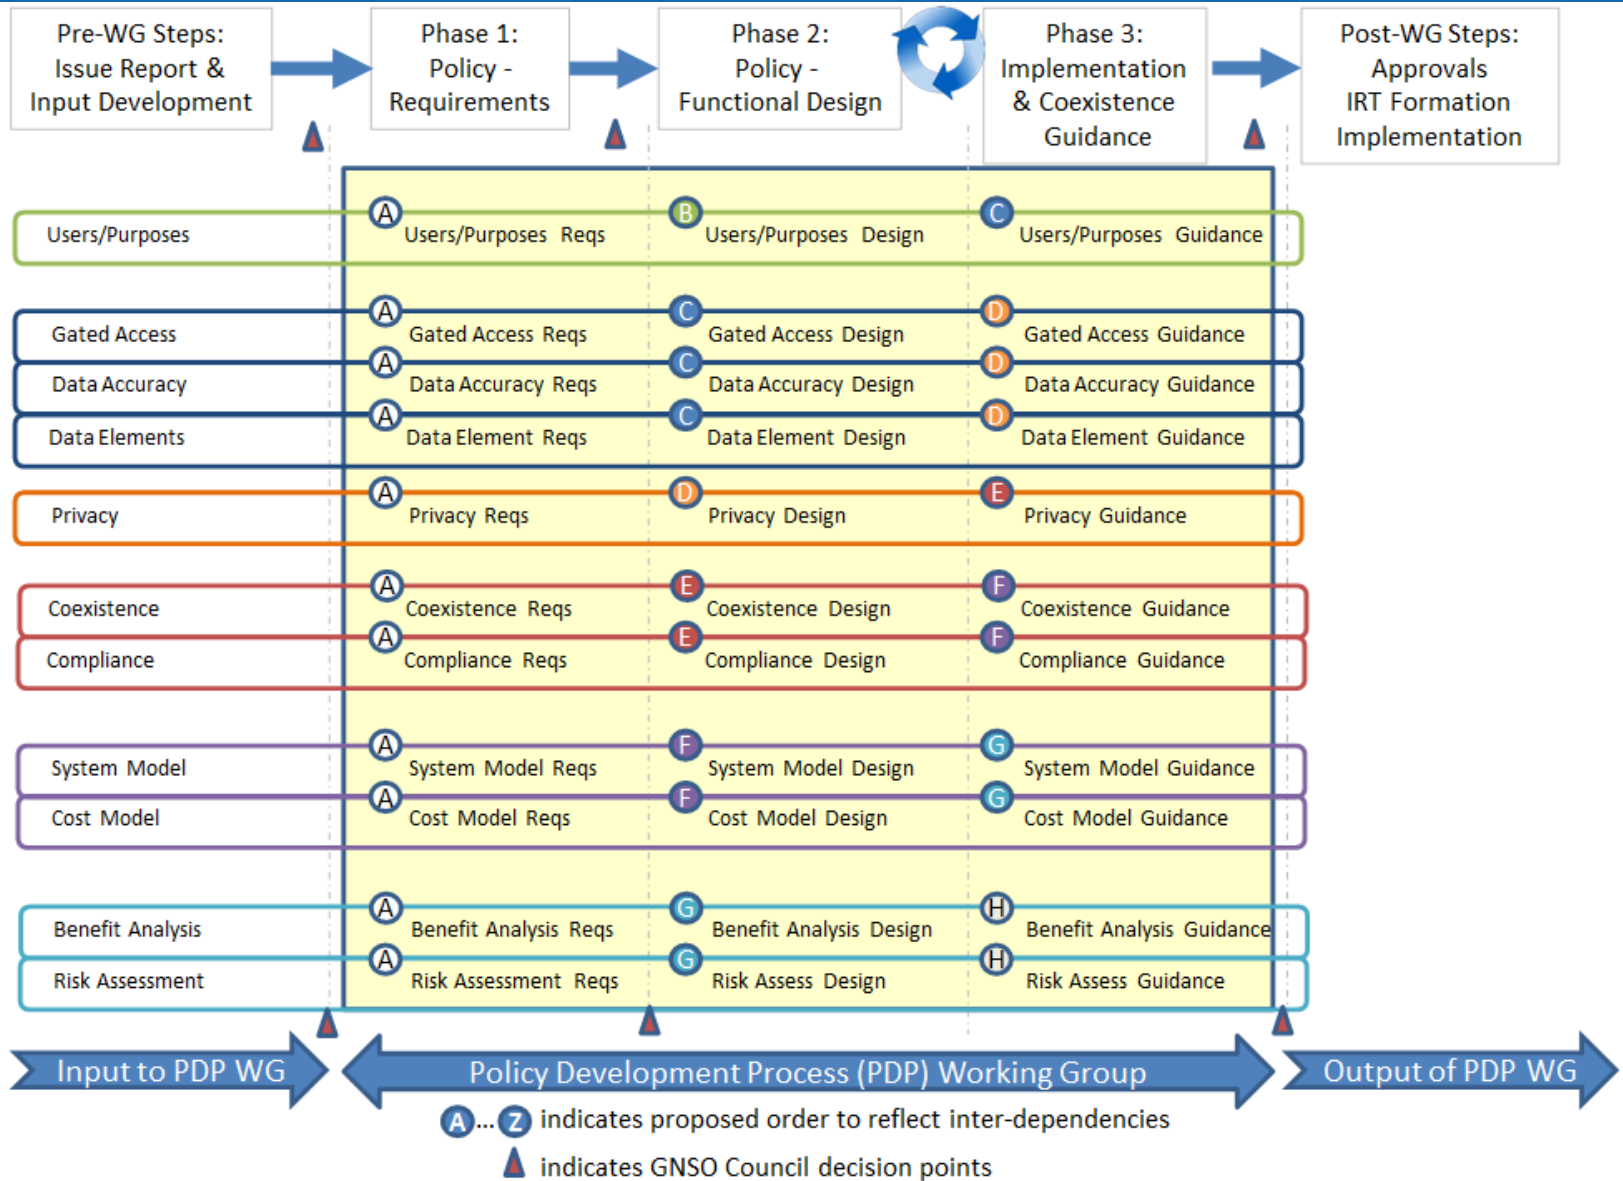 Pre-WG Steps:
Issue Report &
Input Development
Phase 1:
Policy -
Requirements
Phase 2:
Policy -
Functional Design
Phase 3:
Implementation
& Coexistence
Guidance
Post-WG Steps:
Approvals
IRT Formation
Implementation
A B C
Users/Purposes Users/Purposes Reqs Users/Purposes Design Users/Purposes Guidance
A C D
Gated Access Gated Access Reqs Gated Access Design Gated Access Guidance
A C D
Data Accuracy Data Accuracy Reqs Data Accuracy Design Data Accuracy Guidance
A C D
Data Elements Data Element Reqs Data Element Design Data Element Guidance
A D E
Privacy Privacy Reqs Privacy Design Privacy Guidance
A E F
Coexistence Coexistence Reqs Coexistence Design Coexistence Guidance
A E F
Compliance Compliance Reqs Compliance Design Compliance Guidance
A F G
System Model System Model Reqs System Model Design System Model Guidance
A F G
Cost Model Cost Model Reqs Cost Model Design Cost Model Guidance
A G H
Benefit Analysis Benefit Analysis Reqs Benefit Analysis Design Benefit Analysis Guidance
A G H
Risk Assessment Risk Assessment Reqs Risk Assess Design Risk Assess Guidance
Input to PDP WG Policy Development Process (PDP) Working Group Output of PDP WG
A...Z indicates proposed order to reflect inter-dependencies
indicates GNSO Council decision points